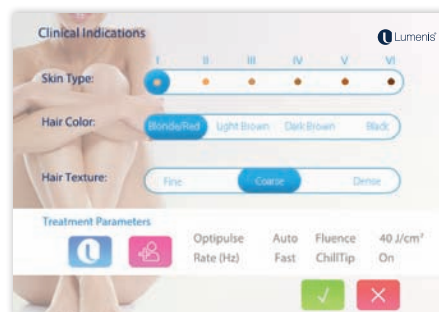 Clinical Indications
Lumenis
I II III IV V VI
Skin Type:
Hair Color: Blonde/Red Light Brown Dark Brown Black
Hair Texture: Fine Coarse Dense
Treatment Parameters
Optipulse Auto Fluence 40 J/cm²
Rate (Hz) Fast ChillTip On